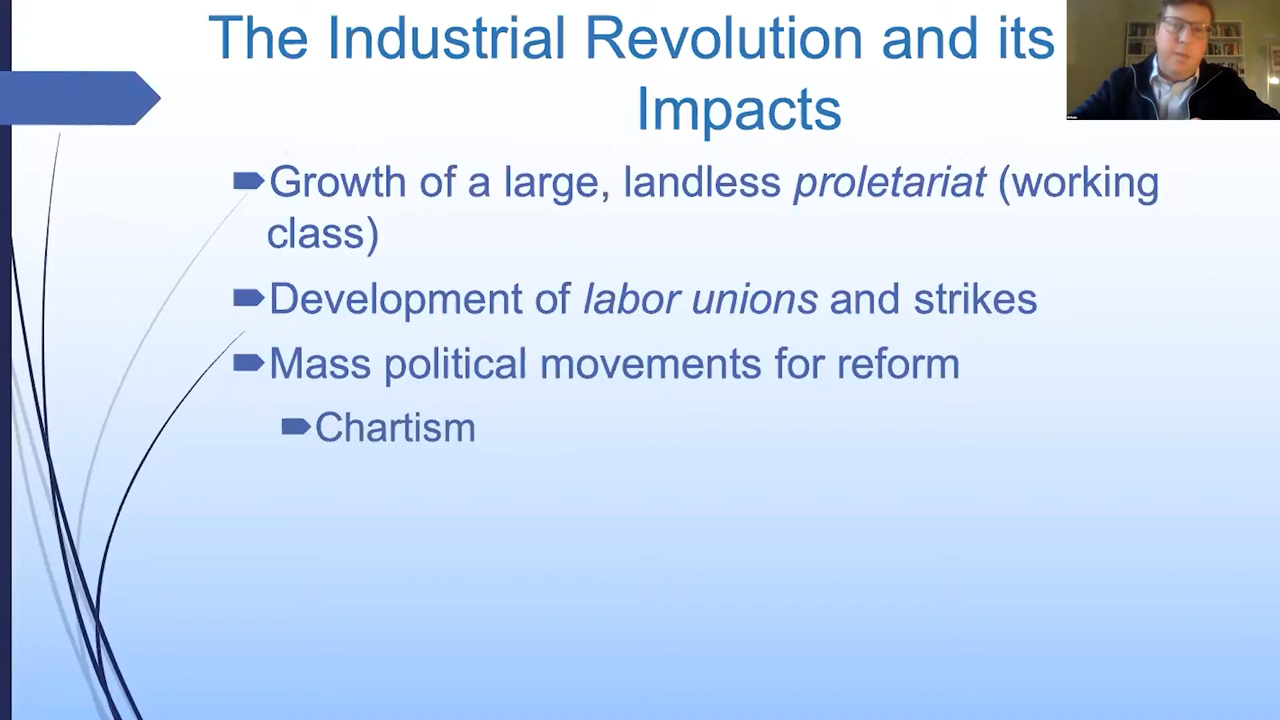 The Industrial Revolution and its
Impacts
Growth of a large, landless proletariat (working
class)
Development of labor unions and strikes
Mass political movements for reform
Chartism